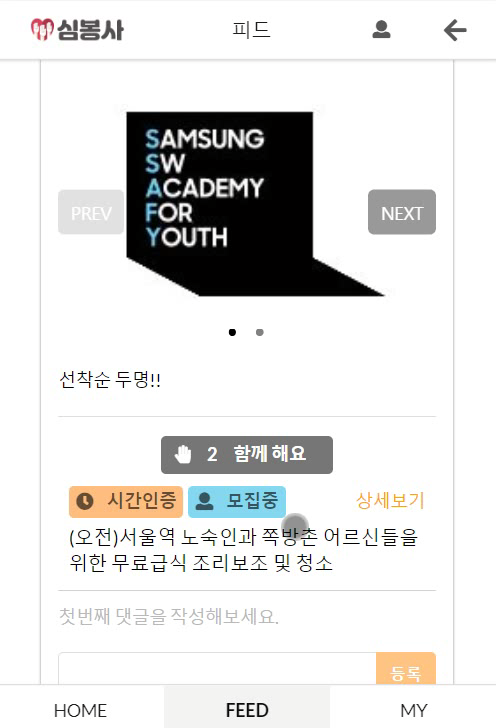 심봉사
피드
SAMSUNG
SW
ACADEMY
FOR
YOUTH
PREV
NEXT
선착순 두명!!
2 함께 해요
시간인증 모집중 상세보기
(오전)서울역 노숙인과 쪽방촌 어르신들을
위한 무료급식 조리보조 및 청소
첫번째 댓글을 작성해보세요.
등록
HOME FEED MY